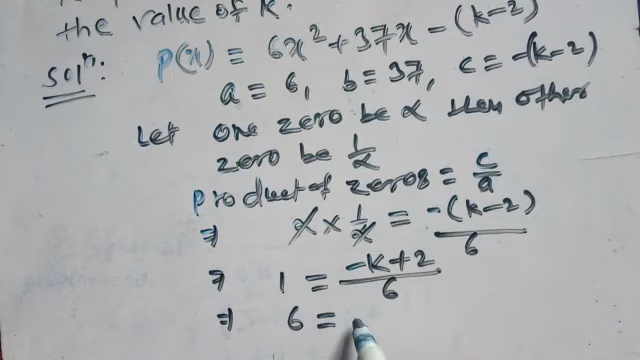 the value of k.
Solⁿ: p(x) = 6x² + 37x - (k-2)
a = 6, b = 37, c = -(k-2)
Let one zero be α then other
zero be 1/α
product of zeros = c/a
⇒ α × 1/α = -(k-2)/6
⇒ 1 = -k+2/6
⇒ 6 =